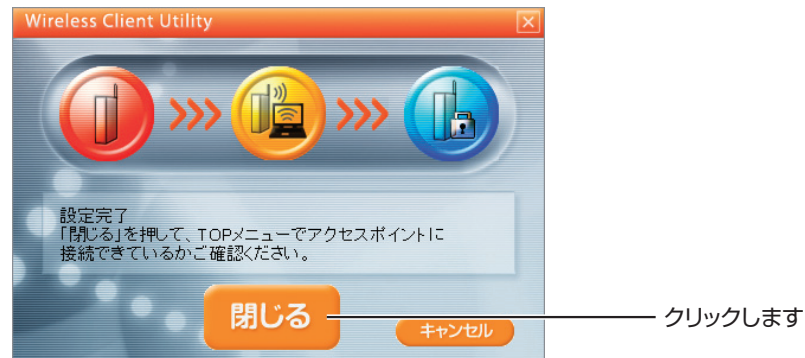 Wireless Client Utility
設定完了
「閉じる」を押して、TOPメニューでアクセスポイントに
接続できているかご確認ください。
閉じる
クリックします
キャンセル